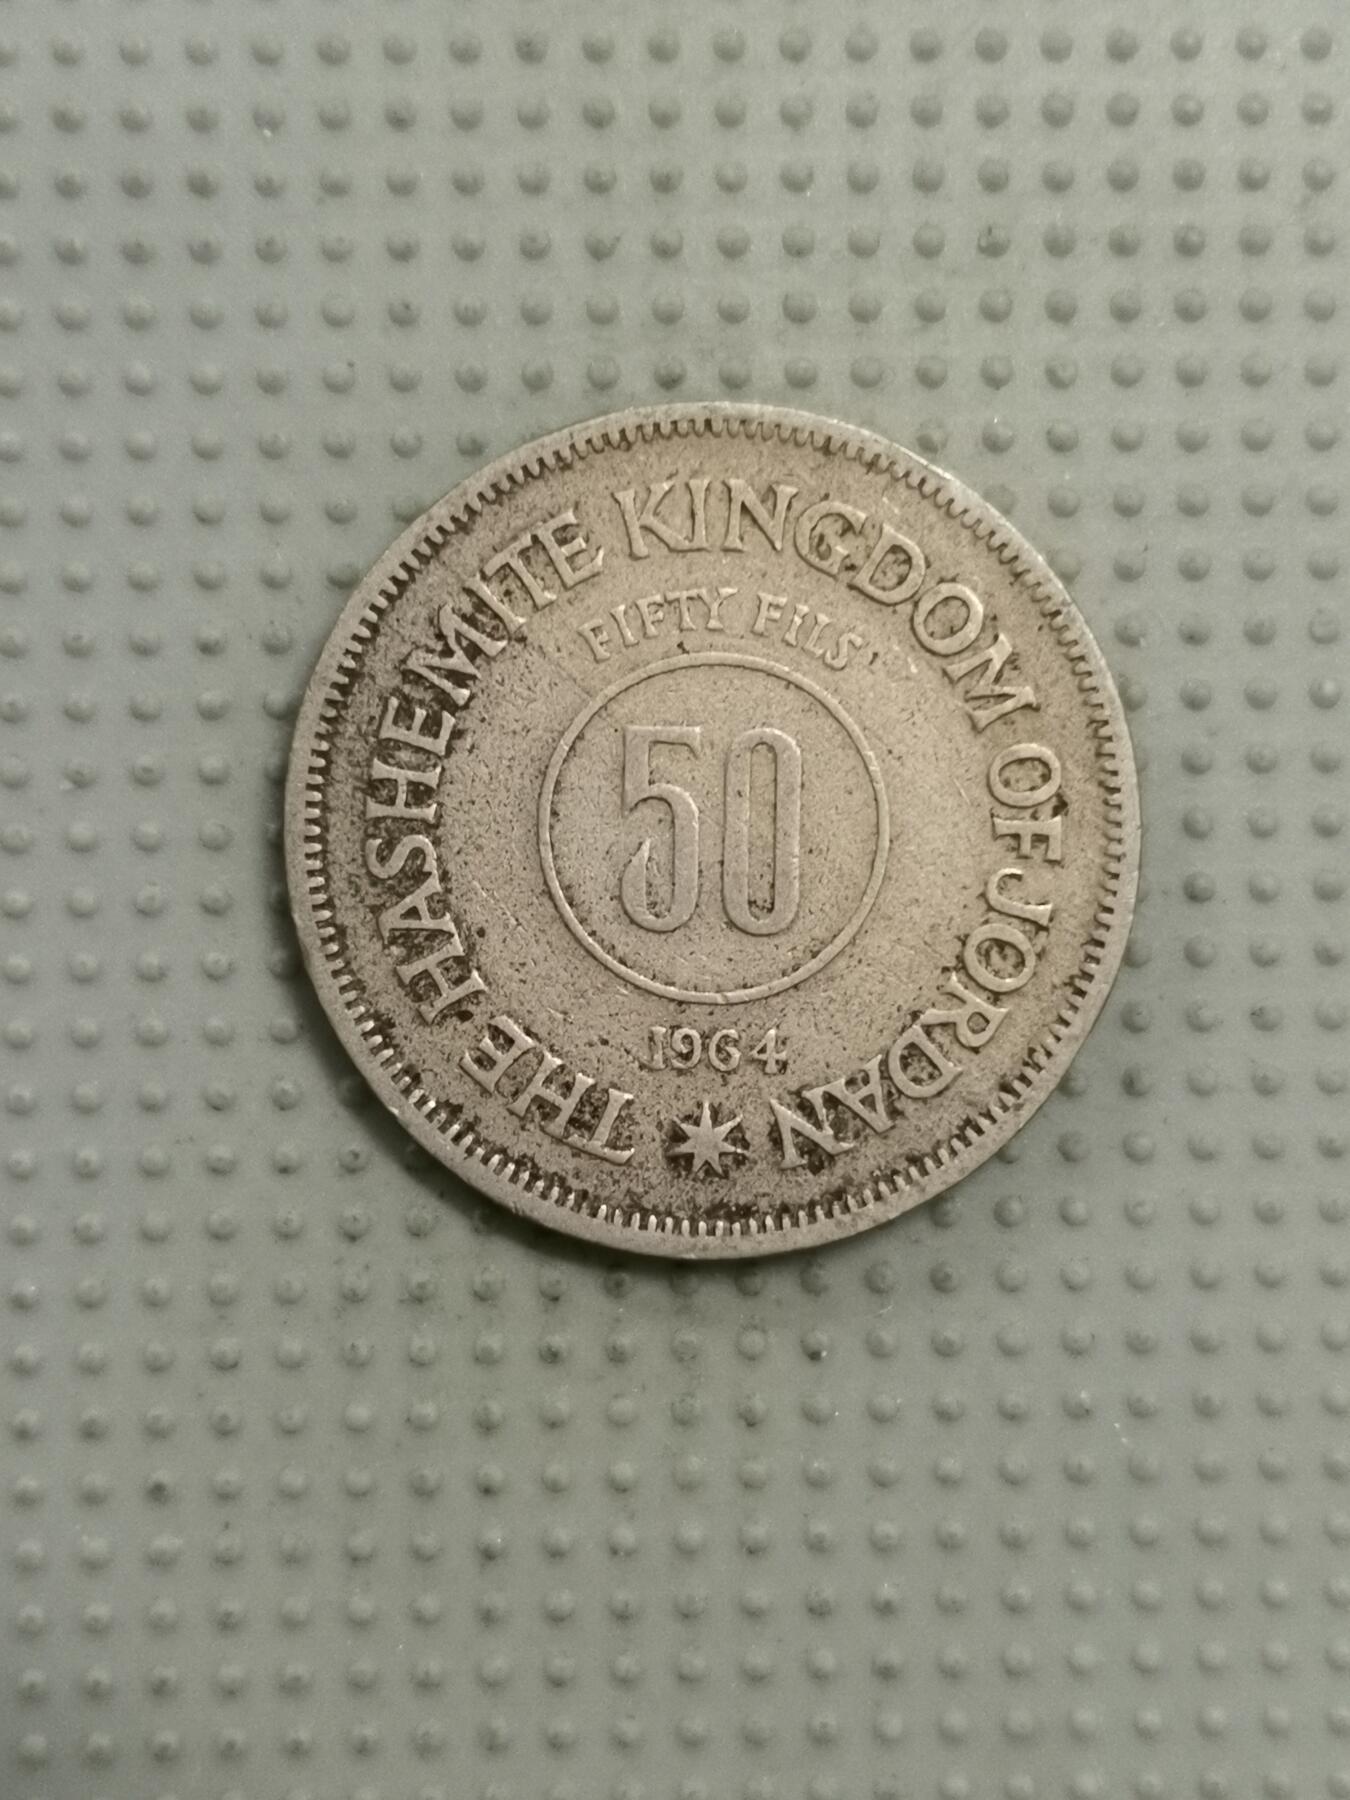 THE HASHEMITE KINGDOM OF JORDAN
FIFTY FILS
50
1964